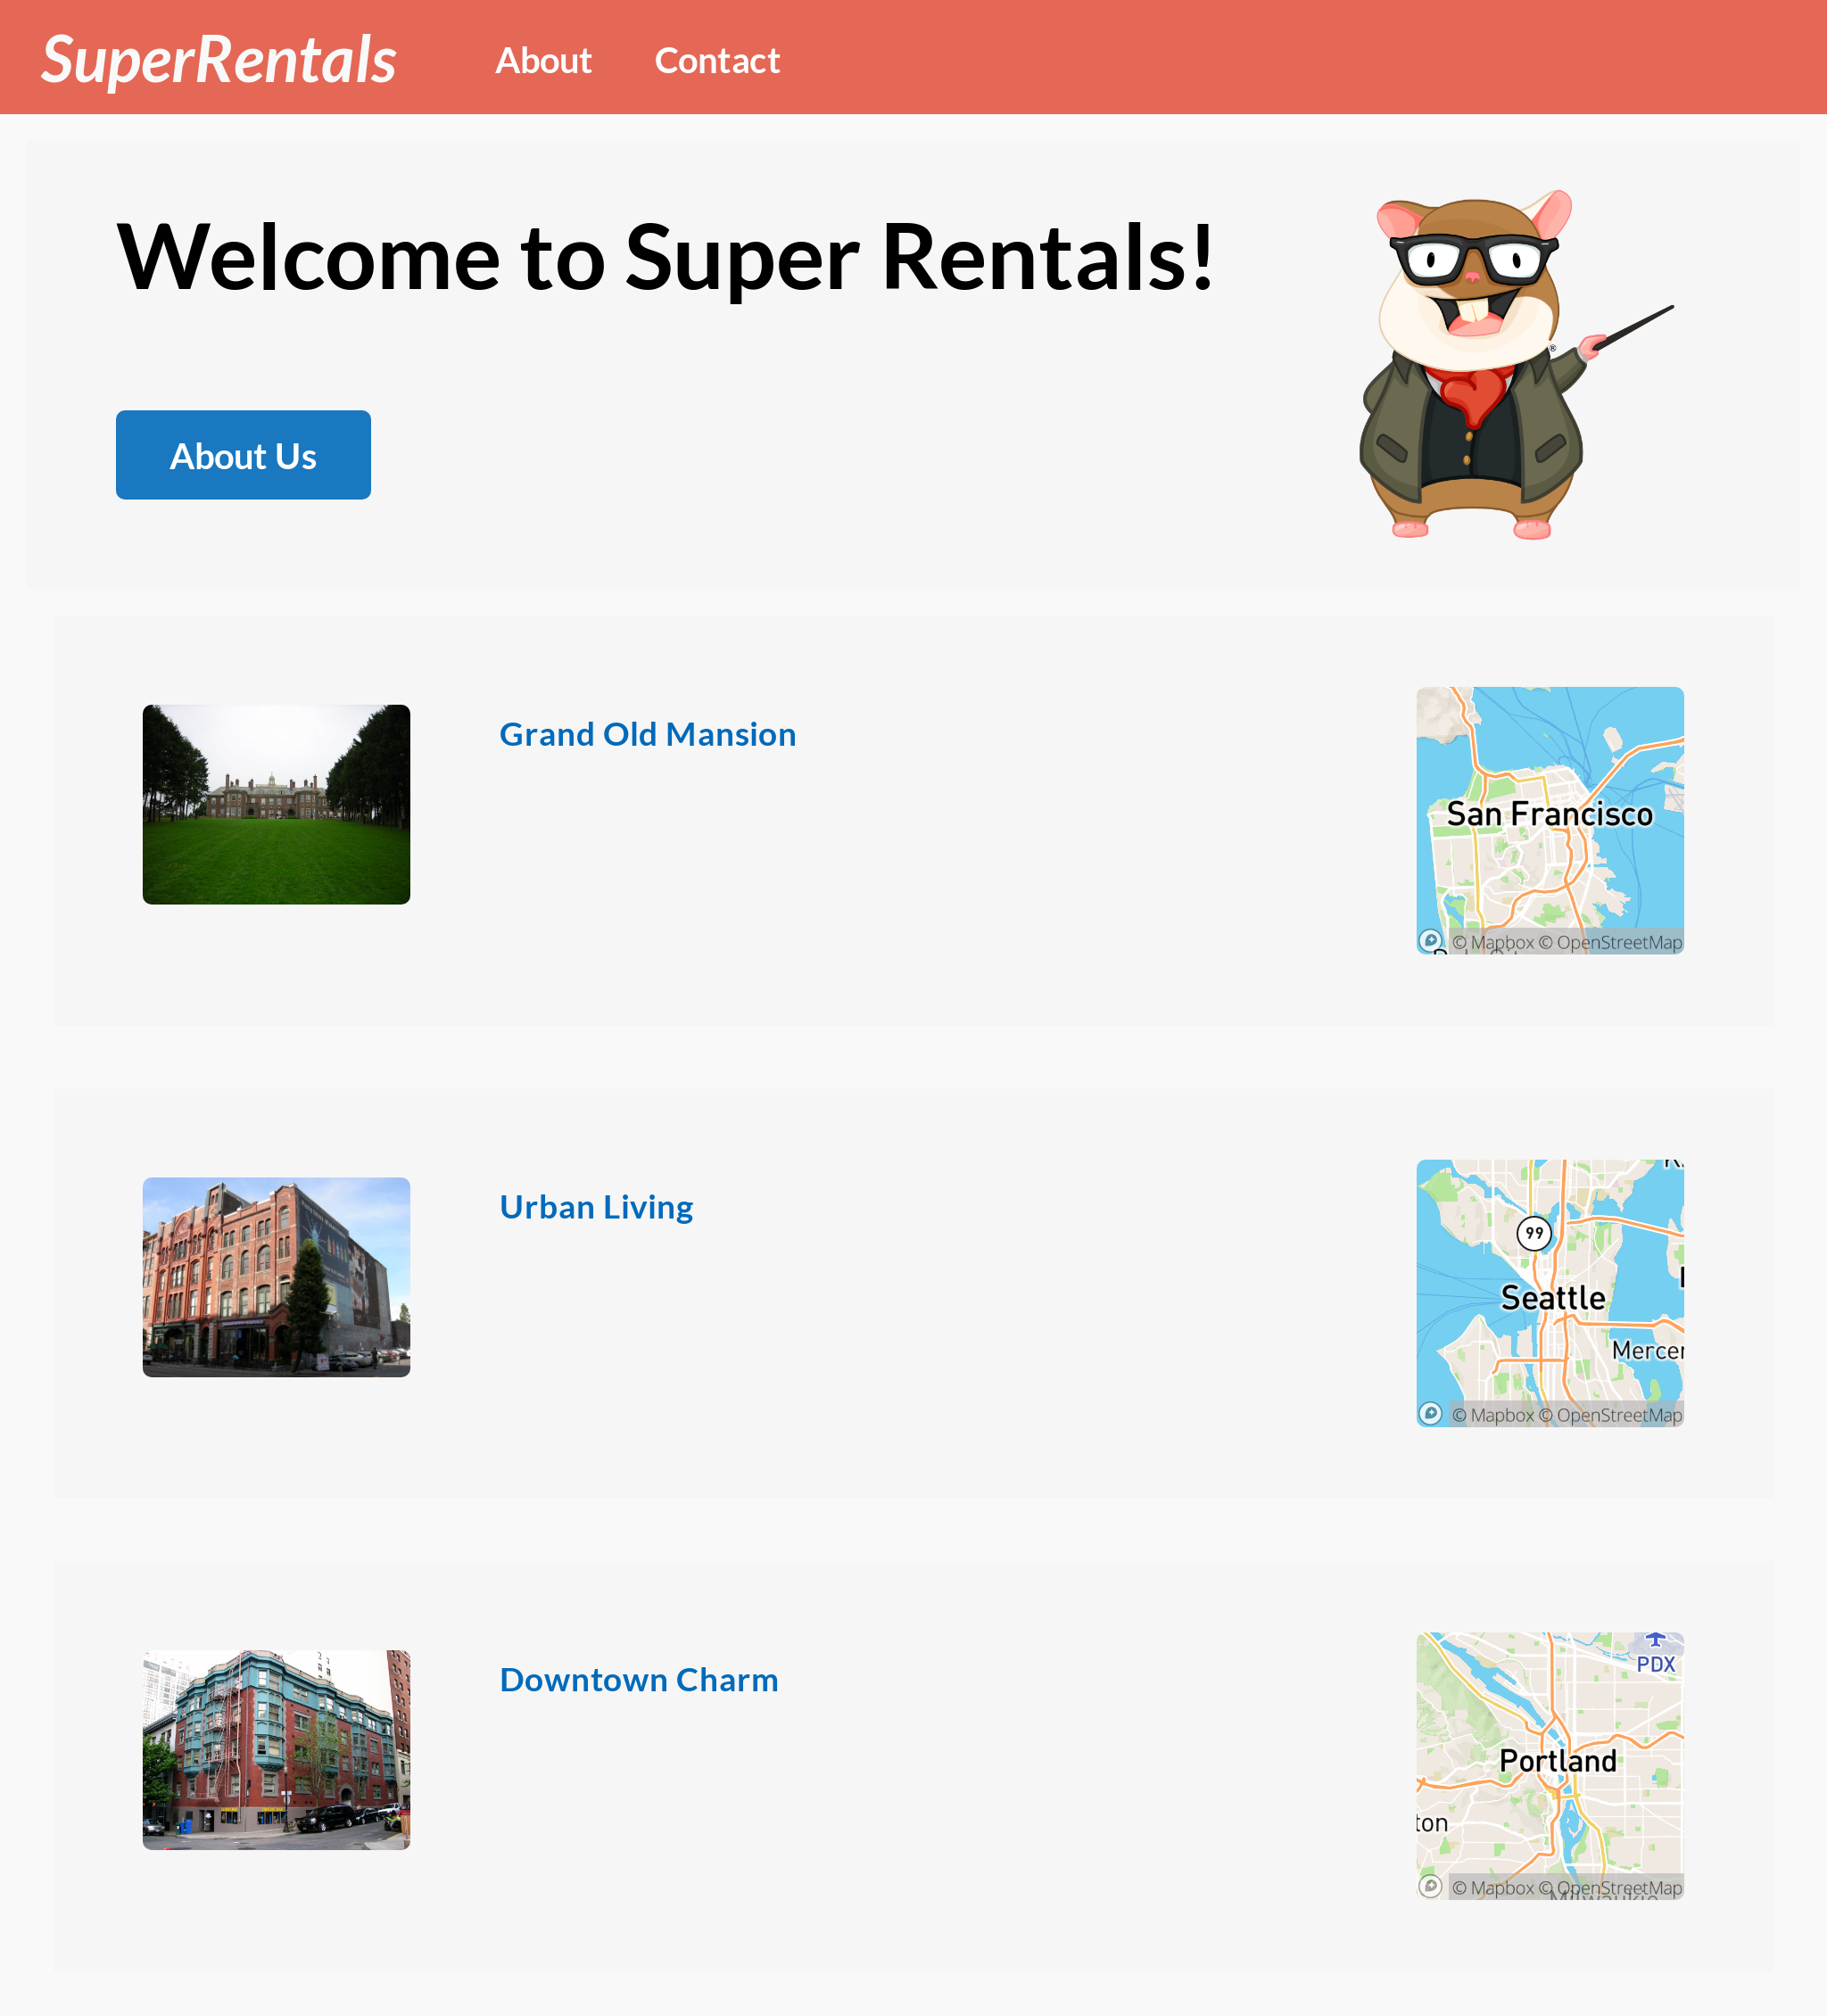 SuperRentals
About
Contact
Welcome to Super Rentals!
®
About Us
Grand Old Mansion
San Francisco
© Mapbox © OpenStreetMap
Urban Living
99
Seattle
Mercer
© Mapbox © OpenStreetMap
Downtown Charm
PDX
Portland
ton
© Mapbox © OpenStreetMap